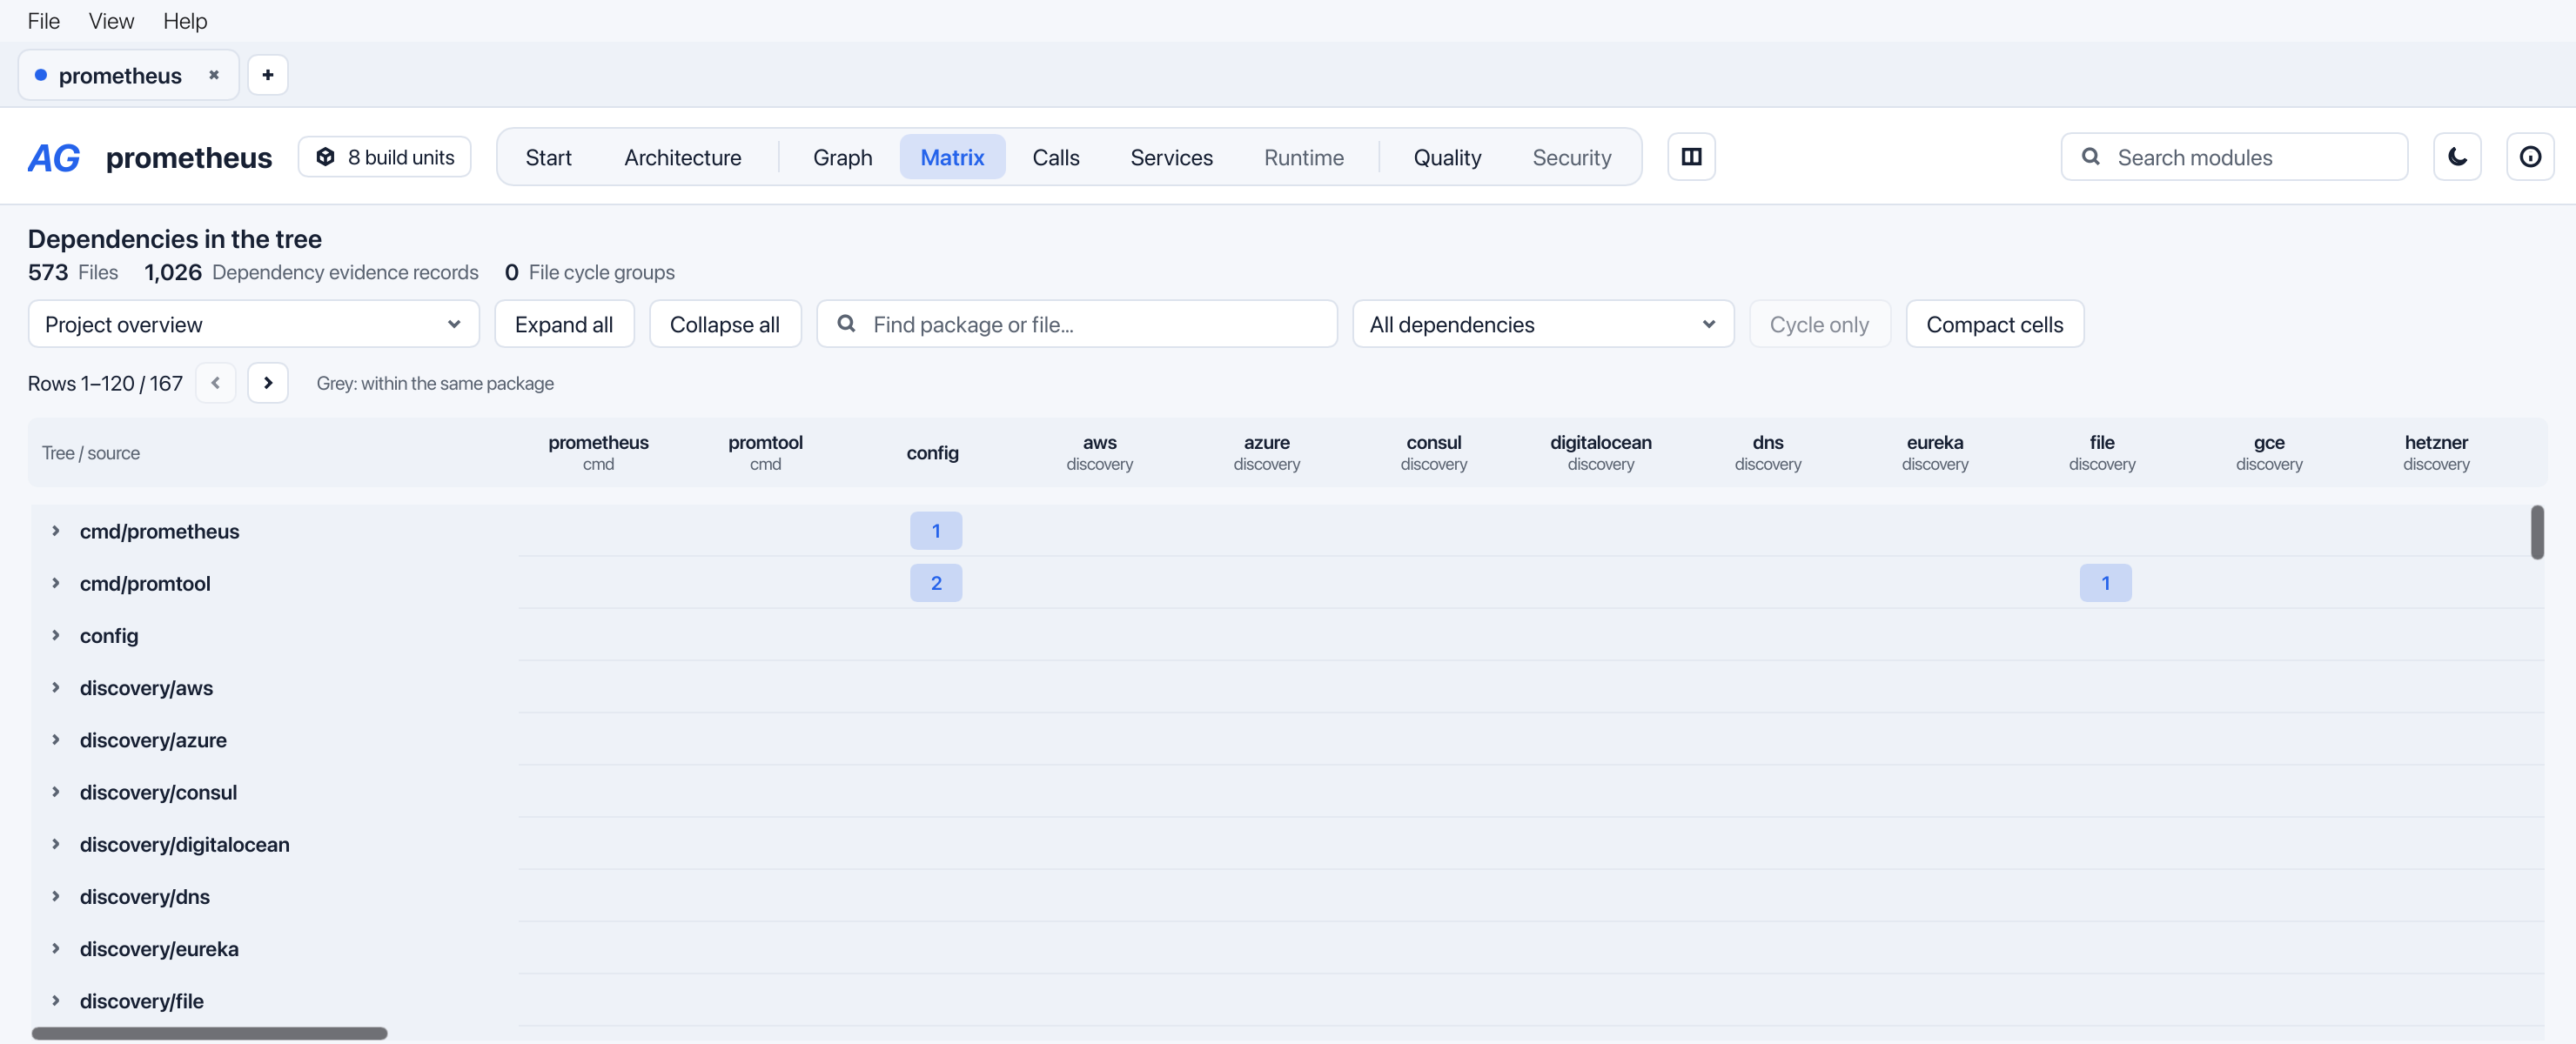 File View Help
prometheus
AG prometheus 8 build units Start Architecture Graph Matrix Calls Services Runtime Quality Security Search modules
Dependencies in the tree
573 Files 1,026 Dependency evidence records 0 File cycle groups
Project overview Expand all Collapse all Find package or file... All dependencies Cycle only Compact cells
Rows 1–120 / 167 Grey: within the same package
Tree / source
prometheus cmd
promtool cmd
config
aws discovery
azure discovery
consul discovery
digitalocean discovery
dns discovery
eureka discovery
file discovery
gce discovery
hetzner discovery
cmd/prometheus 1
cmd/promtool 2 1
config
discovery/aws
discovery/azure
discovery/consul
discovery/digitalocean
discovery/dns
discovery/eureka
discovery/file